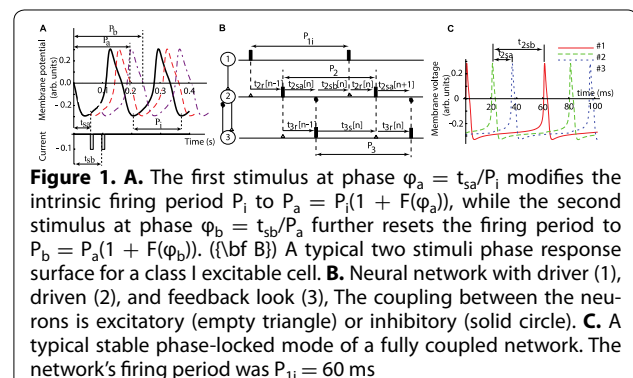 A
B
C
P_b
P_a
Membrane potential
(arb. units)
0.2
0.0
-0.2
0.1
0.2
0.3
0.4
t_sa
P_i
Time (s)
Current
-0.1
t_sb
P_1i
1
P_2
t_2r[n-1]
t_2sa[n]
t_2sb[n]
t_2r[n]
t_2sa[n+1]
2
t_3r[n-1]
t_3s[n]
t_3r[n]
3
P_3
t_2sb
t_2sa
#1
#2
#3
Membrane voltage
(arb. units)
0.2
0.0
-0.2
time (ms)
20
40
60
80
100
Figure 1. A. The first stimulus at phase φ_a = t_sa/P_i modifies the
intrinsic firing period P_i to P_a = P_i(1 + F(φ_a)), while the second
stimulus at phase φ_b = t_sb/P_a further resets the firing period to
P_b = P_a(1 + F(φ_b)). ({\bf B}) A typical two stimuli phase response
surface for a class I excitable cell. B. Neural network with driver (1),
driven (2), and feedback look (3), The coupling between the neu-
rons is excitatory (empty triangle) or inhibitory (solid circle). C. A
typical stable phase-locked mode of a fully coupled network. The
network's firing period was P_1i = 60 ms